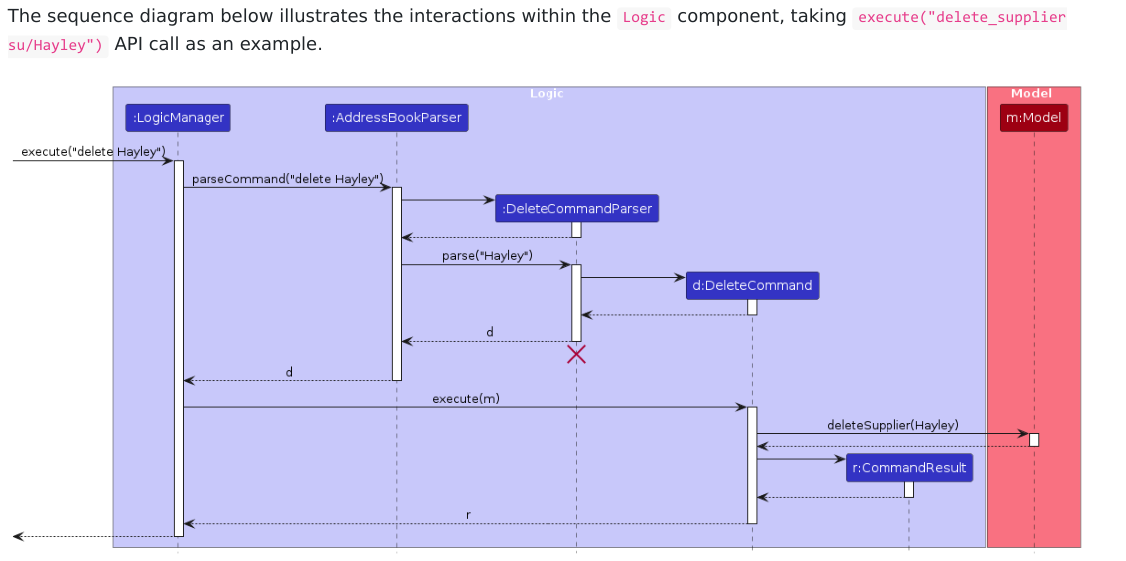 The sequence diagram below illustrates the interactions within the Logic component, taking execute("delete_supplier
su/Hayley") API call as an example.
Logic
Model
:LogicManager
:AddressBookParser
m:Model
execute("delete Hayley")
parseCommand("delete Hayley")
:DeleteCommandParser
parse("Hayley")
d:DeleteCommand
d
d
execute(m)
deleteSupplier(Hayley)
r:CommandResult
r